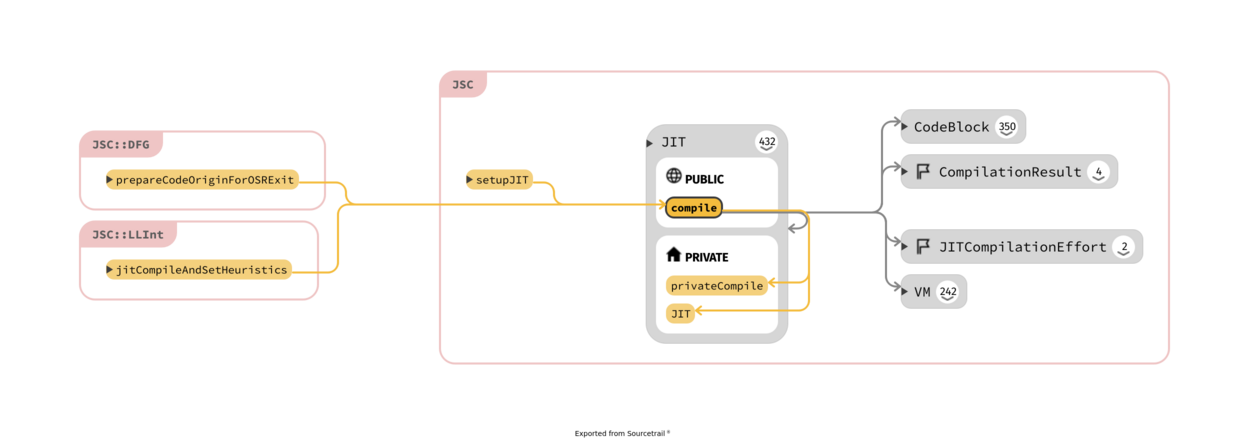 JSC
JSC::DFG
prepareCodeOriginForOSRExit
JSC::LLInt
jitCompileAndSetHeuristics
setupJIT
JIT 432
PUBLIC
compile
PRIVATE
privateCompile
JIT
CodeBlock 350
CompilationResult 4
JITCompilationEffort 2
VM 242
Exported from Sourcetrail ®